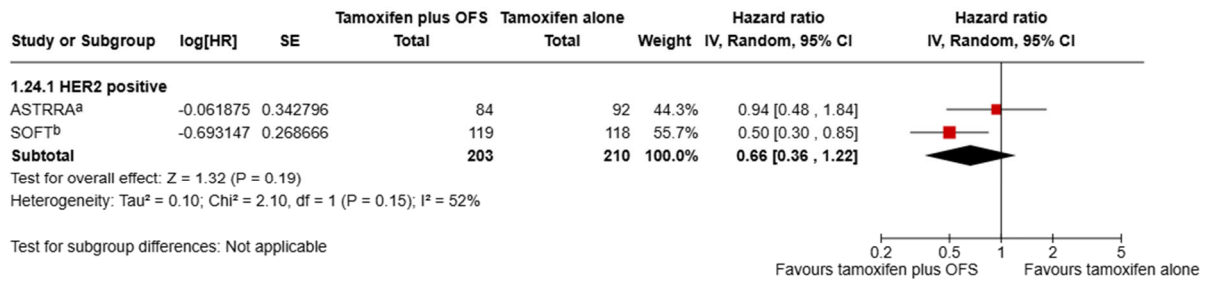 Tamoxifen plus OFS Tamoxifen alone Hazard ratio Hazard ratio
Study or Subgroup log[HR] SE Total Total Weight IV, Random, 95% CI IV, Random, 95% CI
1.24.1 HER2 positive
ASTRRAª -0.061875 0.342796 84 92 44.3% 0.94 [0.48 , 1.84]
SOFTᵇ -0.693147 0.268666 119 118 55.7% 0.50 [0.30 , 0.85]
Subtotal 203 210 100.0% 0.66 [0.36 , 1.22]
Test for overall effect: Z = 1.32 (P = 0.19)
Heterogeneity: Tau² = 0.10; Chi² = 2.10, df = 1 (P = 0.15); I² = 52%
Test for subgroup differences: Not applicable
0.2 0.5 1 2 5
Favours tamoxifen plus OFS Favours tamoxifen alone